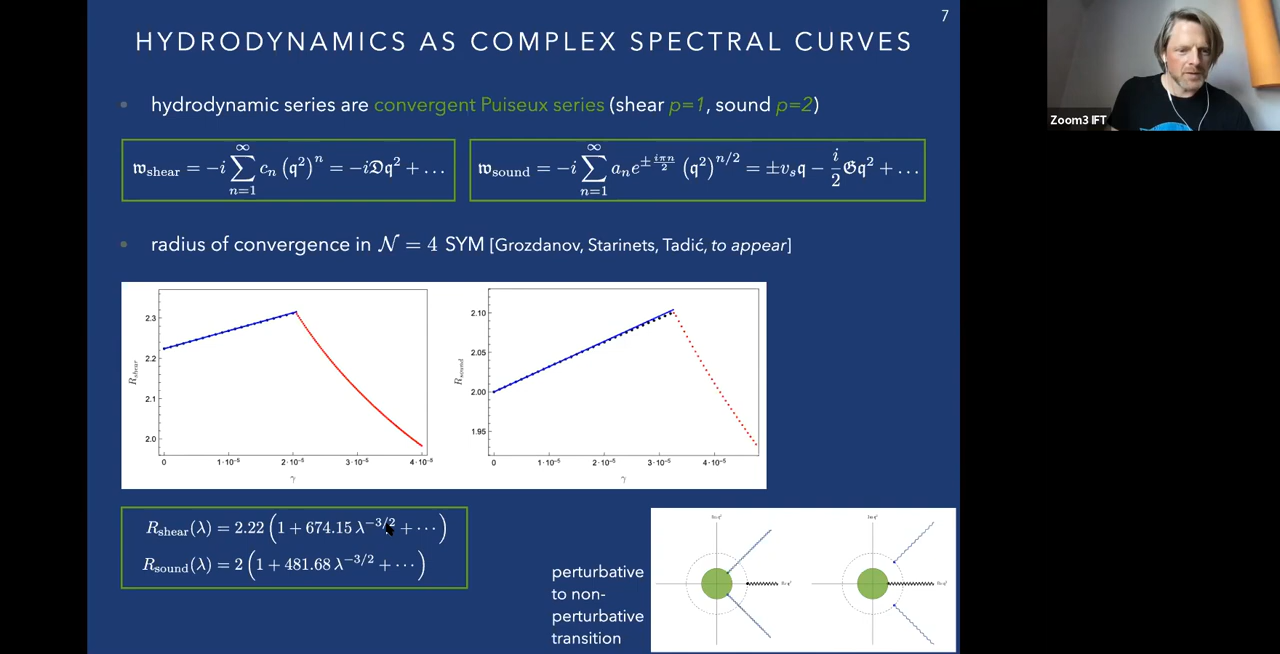 7
HYDRODYNAMICS AS COMPLEX SPECTRAL CURVES
Zoom3 IFT
• hydrodynamic series are convergent Puiseux series (shear p=1, sound p=2)
𝔴_shear = −i ∑_{n=1}^{∞} c_n (𝔮²)^n = −i𝔇𝔮² + …
𝔴_sound = −i ∑_{n=1}^{∞} a_n e^{±iπn/2} (𝔮²)^{n/2} = ±v_s𝔮 − i/2 𝔊𝔮² + …
• radius of convergence in 𝒩 = 4 SYM [Grozdanov, Starinets, Tadić, to appear]
R_shear
2.3
2.2
2.1
2.0
0 1·10⁻⁵ 2·10⁻⁵ 3·10⁻⁵ 4·10⁻⁵
γ
R_sound
2.10
2.05
2.00
1.95
0 1·10⁻⁵ 2·10⁻⁵ 3·10⁻⁵ 4·10⁻⁵
γ
R_shear(λ) = 2.22 (1 + 674.15 λ^{−3/2} + ⋯)
R_sound(λ) = 2 (1 + 481.68 λ^{−3/2} + ⋯)
perturbative
to non-
perturbative
transition